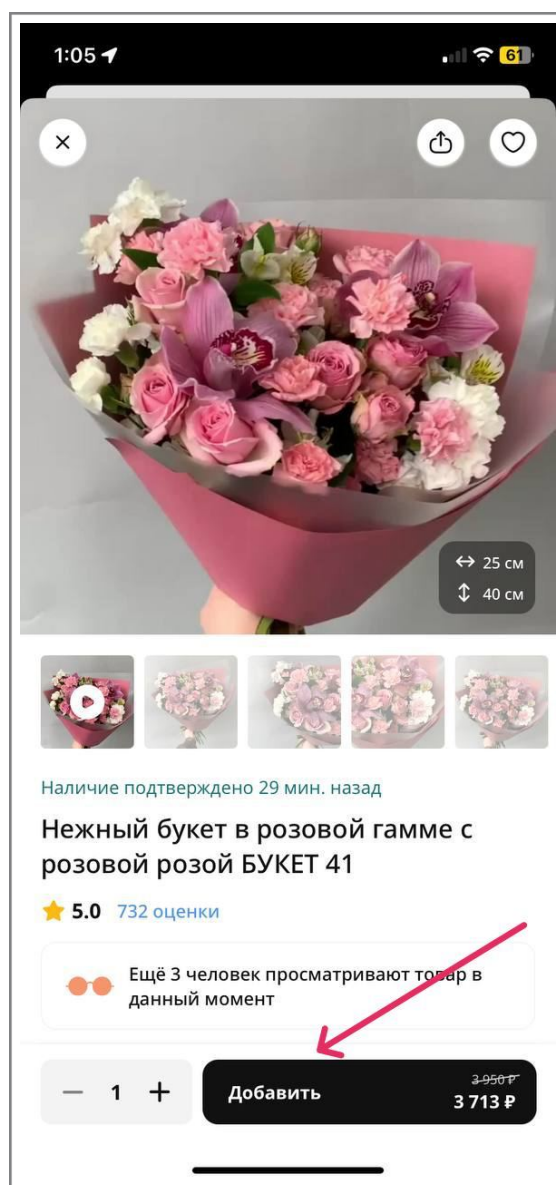 1:05
61
25 см
40 см
Наличие подтверждено 29 мин. назад
Нежный букет в розовой гамме с
розовой розой БУКЕТ 41
5.0 732 оценки
Ещё 3 человек просматривают товар в
данный момент
1
Добавить
3 950 ₽
3 713 ₽